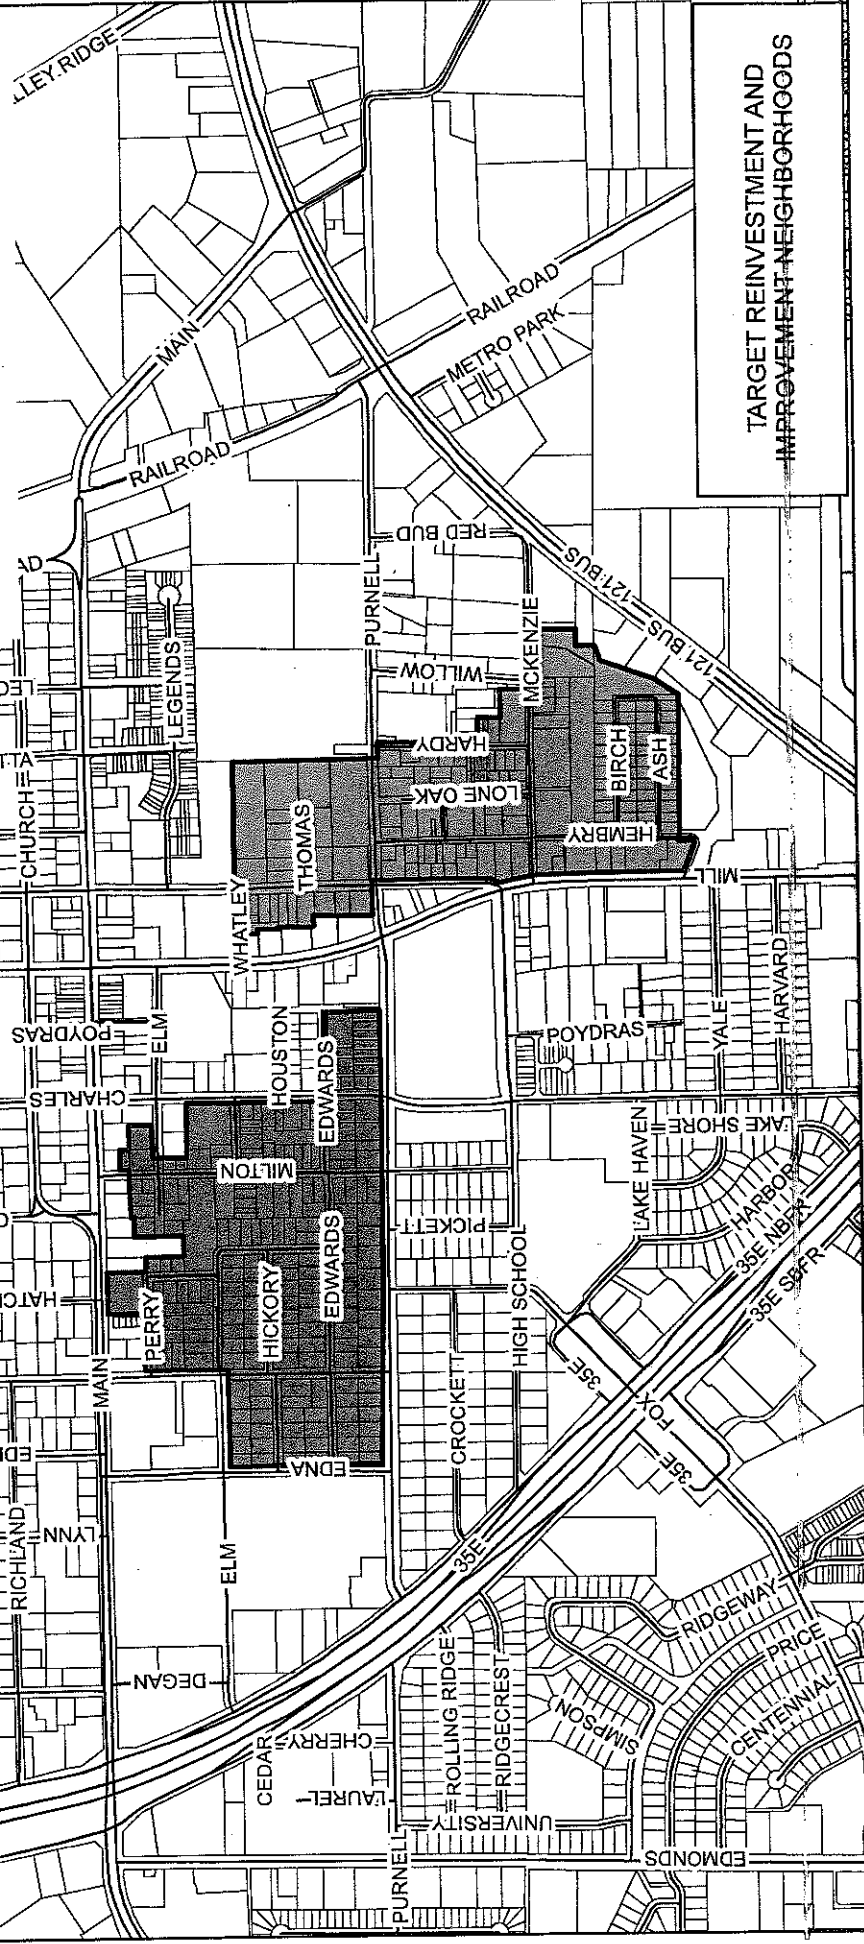 TARGET REINVESTMENT AND
IMPROVEMENT NEIGHBORHOODS
LLEY RIDGE
MAIN
RAILROAD
RAILROAD
METRO PARK
RED BUD
121 BUS
121 BUS
PURNELL
MCKENZIE
WILLOW
LEGENDS
CHURCH
HARDY
LONE OAK
BIRCH
ASH
HEMBRY
THOMAS
WHATLEY
MILL
HARVARD
YALE
POYDRAS
POYDRAS
ELM
HOUSTON
EDWARDS
CHARLES
MILTON
LAKE HAVEN
LAKE SHORE
HARBOR
PICKETT
HIGH SCHOOL
EDWARDS
HICKORY
PERRY
HATCH
MAIN
35E NBFR
35E SBFR
35E
FOX
35E
CROCKETT
EDNA
RICHLAND
LYNN
ELM
35E
DEGAN
RIDGEWAY
PRICE
CENTENNIAL
SIMPSON
ROLLING RIDGE
RIDGECREST
CEDAR
CHERRY
LAUREL
UNIVERSITY
PURNELL
EDMONDS